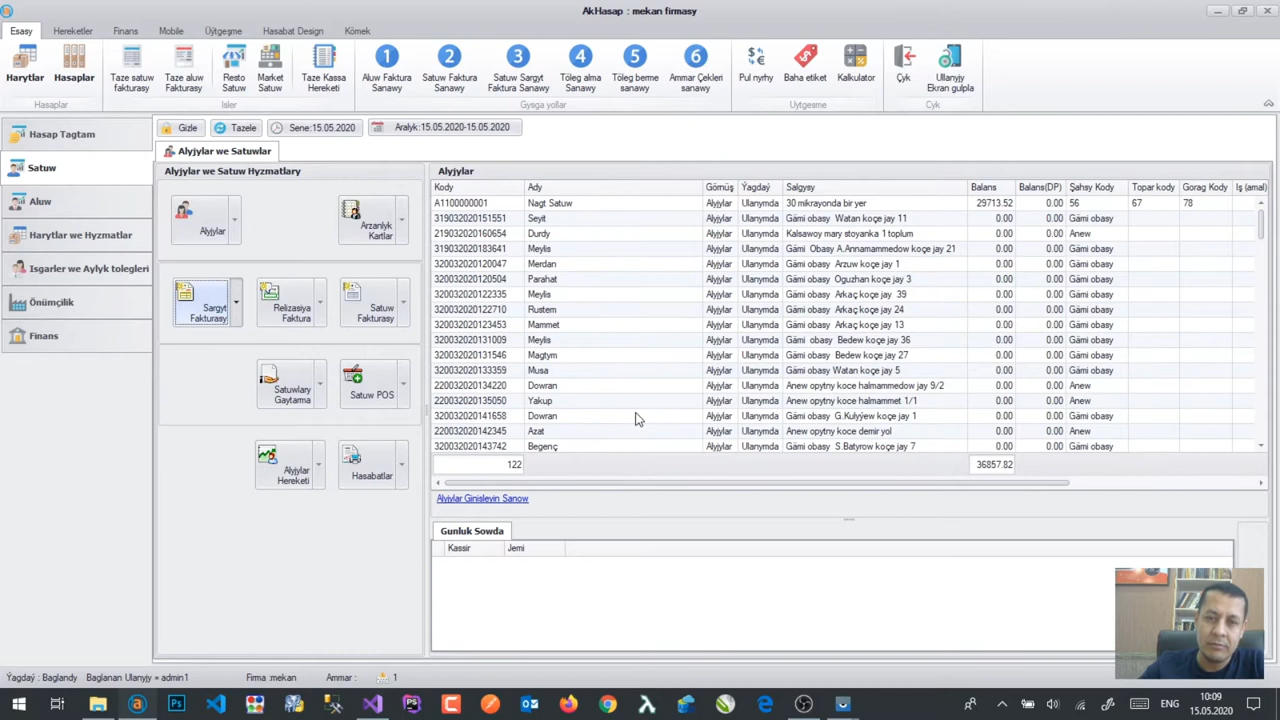 AkHasap : mekan firmasy
Esasy Hereketler Finans Mobile Üýtgeşme Hasabat Design Kömek
Harytlar Hasaplar Taze satuw fakturasy Taze aluw Fakturasy Resto Satuw Market Satuw Taze Kassa Hereketi 1 Aluw Faktura Sanawy 2 Satuw Faktura Sanawy 3 Satuw Sargyt Faktura Sanawy 4 Töleg alma Sanawy 5 Töleg berme sanawy 6 Ammar Çekleri sanawy Pul nyrhy Baha etiket Kalkulator Çyk Ullanyjy Ekran gulpla
Hasaplar Isler Gysga yollar Uytgesme Cyk
Hasap Tagtam
Satuw
Aluw
Harytlar we Hyzmatlar
Isgarler we Aylyk tolegleri
Önümçilik
Finans
Gizle Tazele Sene:15.05.2020 Aralyk:15.05.2020-15.05.2020
Alyjylar we Satuwlar
Alyjylar we Satuw Hyzmatlary
Alyjylar
Arzanlyk Kartlar
Sargyt Fakturasy
Relizasiya Faktura
Satuw Fakturasy
Satuwlary Gaytama
Satuw POS
Alyjylar Hereketi
Hasabatlar
Alyjylar
Kody Ady Görnüş Ýagdaý Salgysy Balans Balans(DP) Şahsy Kody Topar kody Gorag Kody Iş (amal)
A1100000001 Nagt Satuw Alyjylar Ulanymda 30 mikrayonda bir yer 29713.52 0.00 56 67 78
319032020151551 Seyit Alyjylar Ulanymda Gämi obasy Watan koçe jay 11 0.00 0.00 Gämi obasy
219032020160654 Durdy Alyjylar Ulanymda Kalsawoy mary stoyanka 1 toplum 0.00 0.00 Anew
319032020183641 Meylis Alyjylar Ulanymda Gämi Obasy A.Annamammedow koçe jay 21 0.00 0.00 Gämi obasy
320032020120047 Merdan Alyjylar Ulanymda Gämi obasy Arzuw koçe jay 1 0.00 0.00 Gämi obasy
320032020120504 Parahat Alyjylar Ulanymda Gämi obasy Oguzhan koçe jay 3 0.00 0.00 Gämi obasy
320032020122335 Meylis Alyjylar Ulanymda Gämi obasy Arkaç koçe jay 39 0.00 0.00 Gämi obasy
320032020122710 Rustem Alyjylar Ulanymda Gämi obasy Arkaç koçe jay 24 0.00 0.00 Gämi obasy
320032020123453 Mammet Alyjylar Ulanymda Gämi obasy Arkaç koçe jay 13 0.00 0.00 Gämi obasy
320032020131009 Meylis Alyjylar Ulanymda Gämi obasy Bedew koçe jay 36 0.00 0.00 Gämi obasy
320032020131546 Magtym Alyjylar Ulanymda Gämi obasy Bedew koçe jay 27 0.00 0.00 Gämi obasy
320032020133359 Musa Alyjylar Ulanymda Gämi obasy Watan koçe jay 5 0.00 0.00 Gämi obasy
220032020134220 Dowran Alyjylar Ulanymda Anew opytny koce halmammedow jay 9/2 0.00 0.00 Anew
220032020135050 Yakup Alyjylar Ulanymda Anew opytny koce halmammet 1/1 0.00 0.00 Anew
320032020141658 Dowran Alyjylar Ulanymda Gämi obasy G.Kulyýew koçe jay 1 0.00 0.00 Gämi obasy
220032020142345 Azat Alyjylar Ulanymda Anew opytny koce demir yol 0.00 0.00 Anew
320032020143742 Begenç Alyjylar Ulanymda Gämi obasy S.Batyrow koçe jay 7 0.00 0.00 Gämi obasy
122 36857.82
Alyjylar Ginişleyin Sanow
Gunluk Sowda
Kassir Jemi
Ýagdaý : Baglandy Baglanan Ulanyjy = admin1 Firma :mekan Ammar : 1
ENG 10:09
15.05.2020